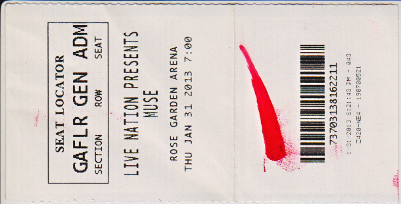 SEAT LOCATOR
GAFLR GEN ADM
SECTION ROW SEAT
LIVE NATION PRESENTS
MUSE
ROSE GARDEN ARENA
THU JAN 31 2013 7:00
73703138162211